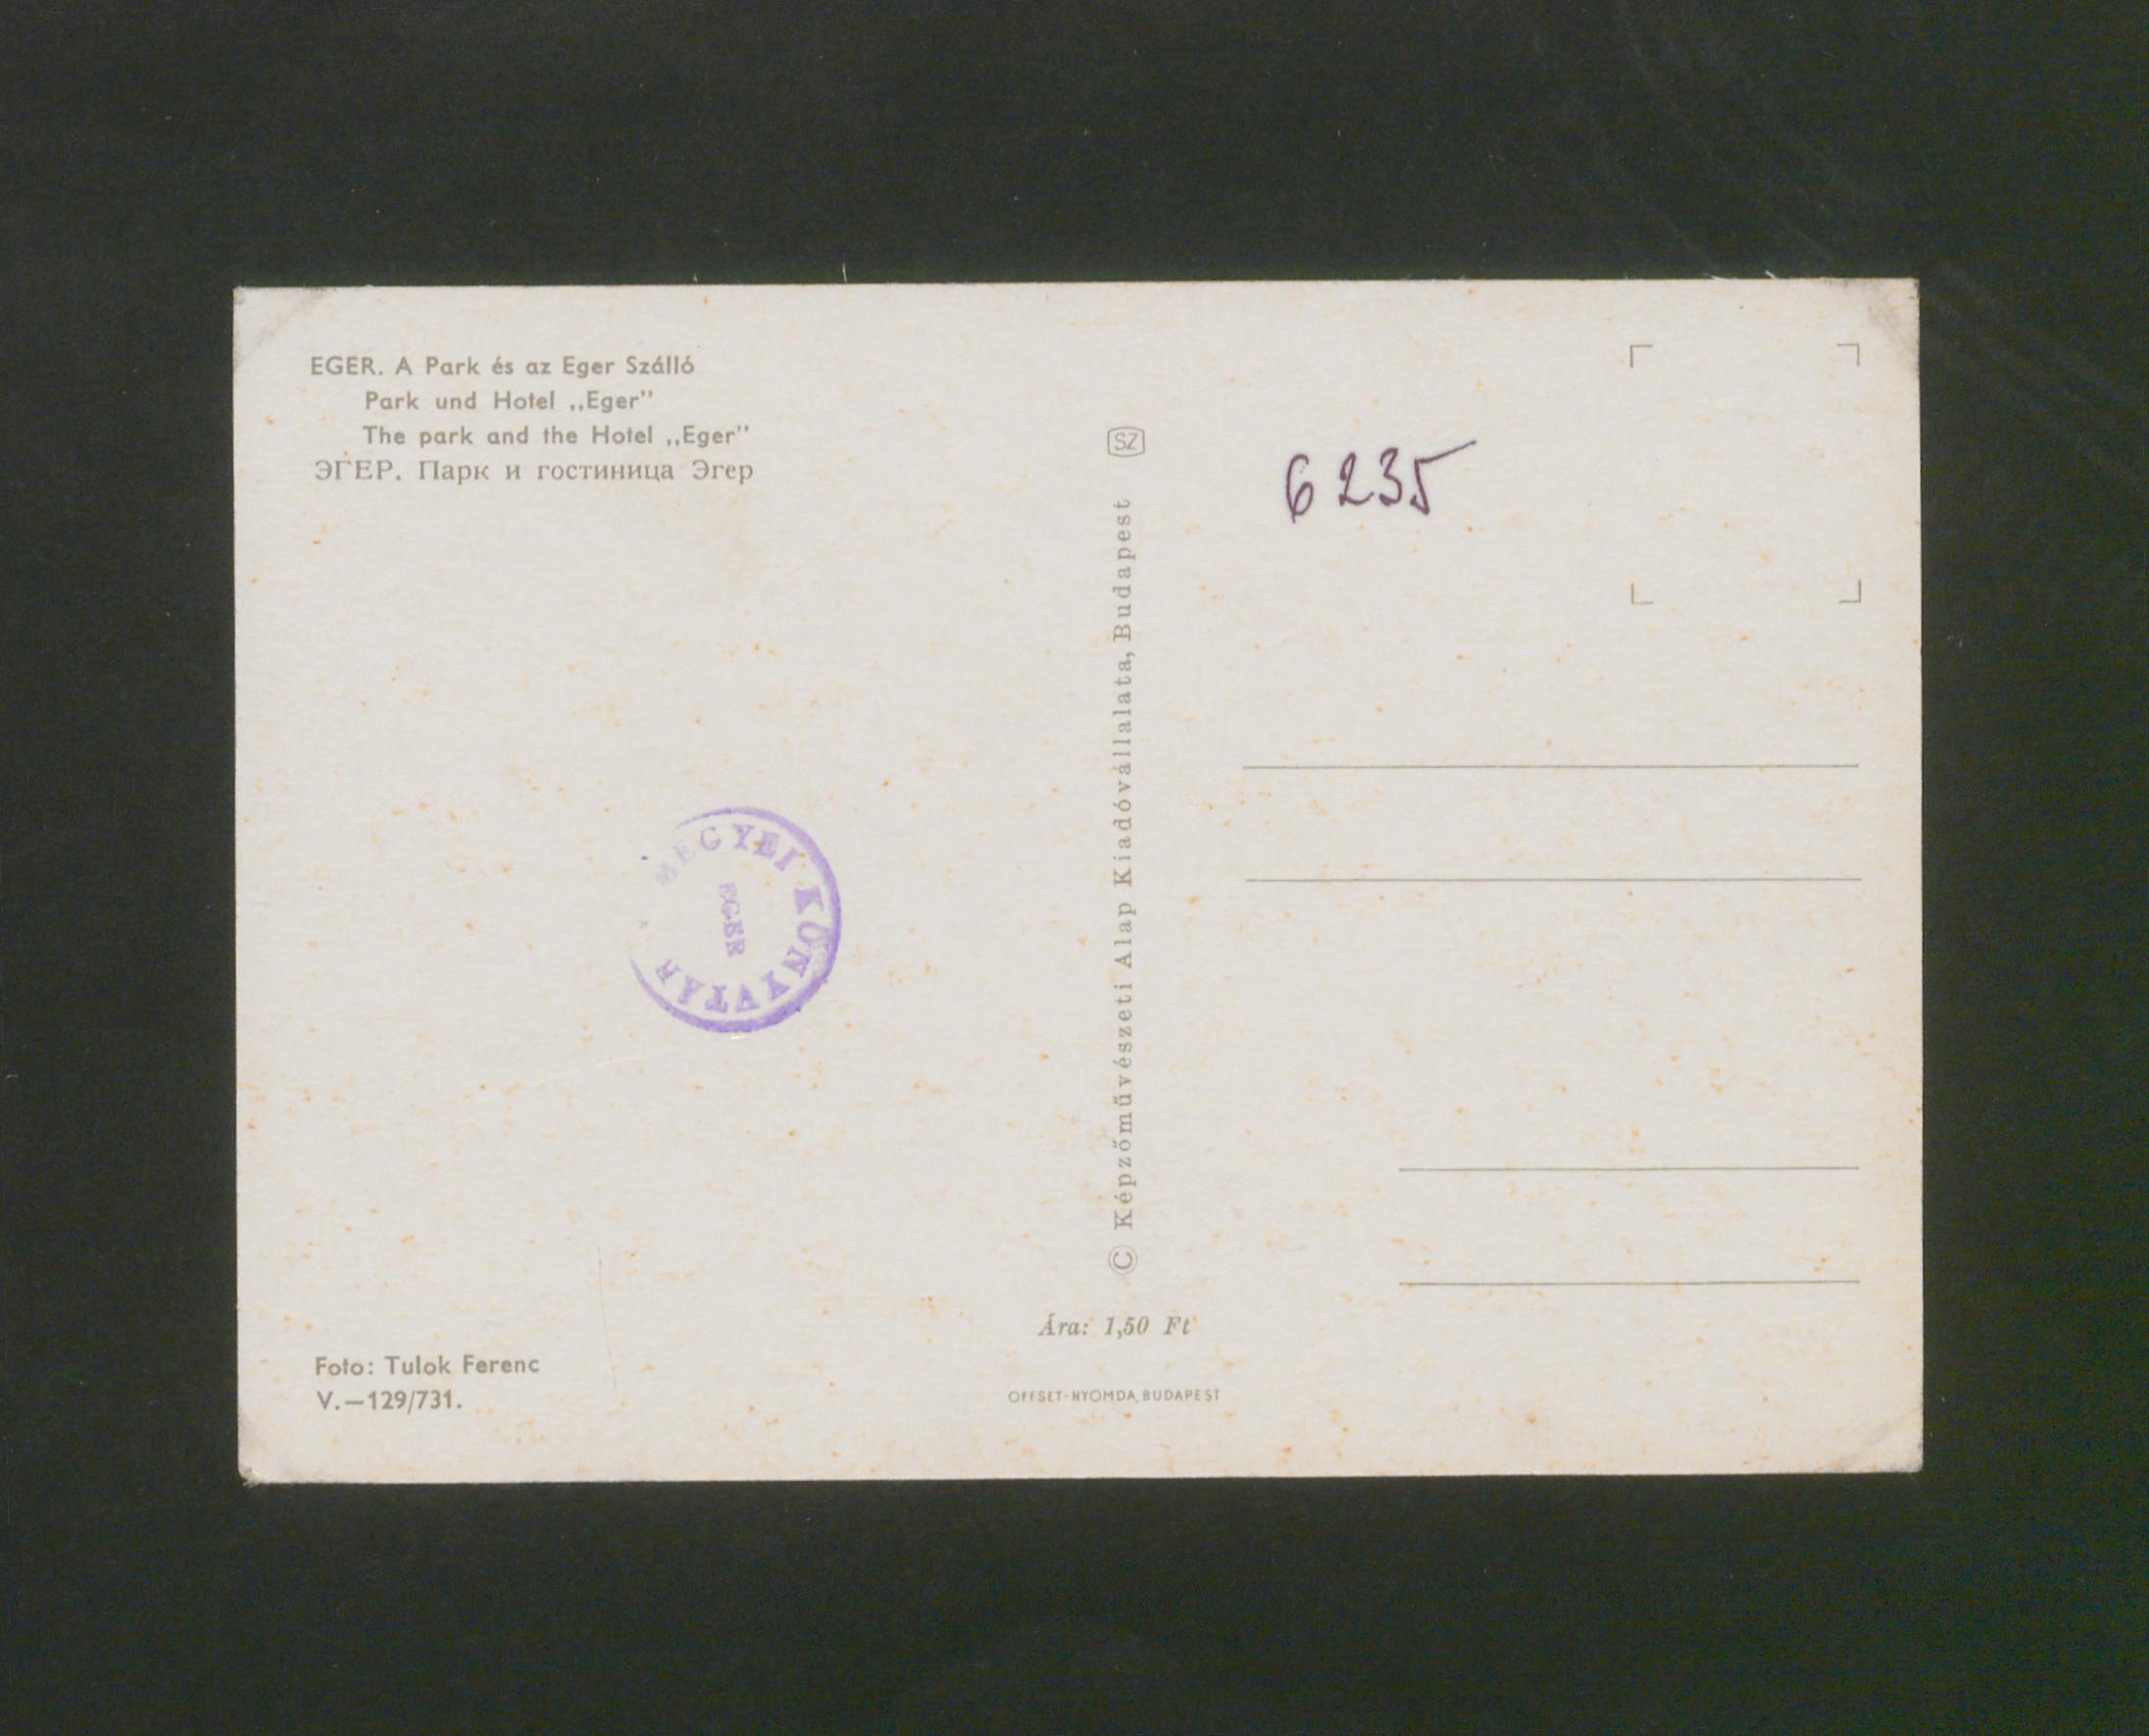 EGER. A Park és az Eger Szálló
Park und Hotel „Eger”
The park and the Hotel „Eger”
ЭГЕР. Парк и гостиница Эгер
MEGYEI KÖNYVTÁR
EGER
Foto: Tulok Ferenc
V.—129/731.
SZ
© Képzőművészeti Alap Kiadóvállalata, Budapest
Ára: 1,50 Ft
OFFSET-NYOMDA, BUDAPEST
6235